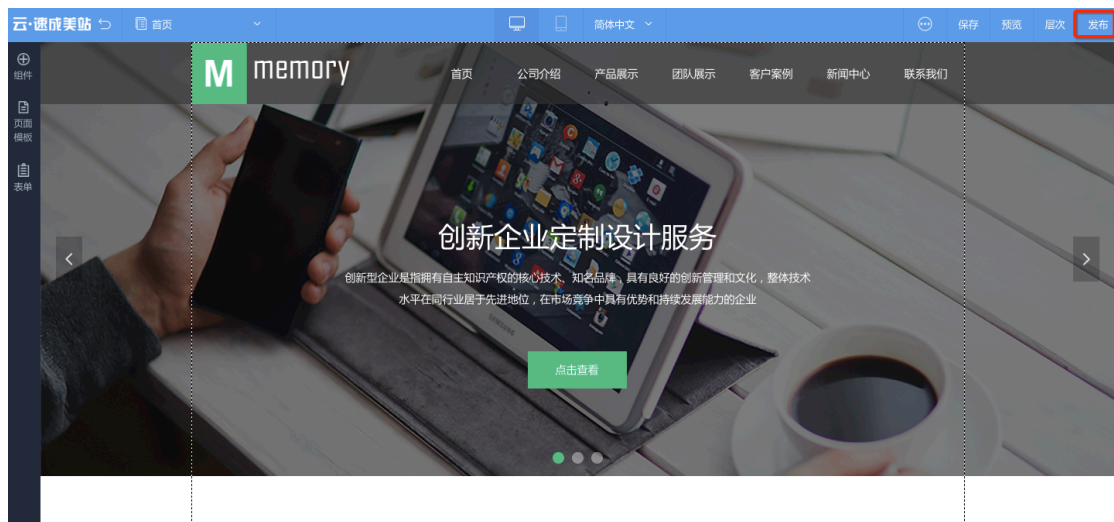 云·速成美站 首页 简体中文 保存 预览 层次 发布
组件
页面
模板
表单
M memory 首页 公司介绍 产品展示 团队展示 客户案例 新闻中心 联系我们
创新企业定制设计服务
创新型企业是指拥有自主知识产权的核心技术、知名品牌，具有良好的创新管理和文化，整体技术
水平在同行业居于先进地位，在市场竞争中具有优势和持续发展能力的企业
SAMSUNG
点击查看